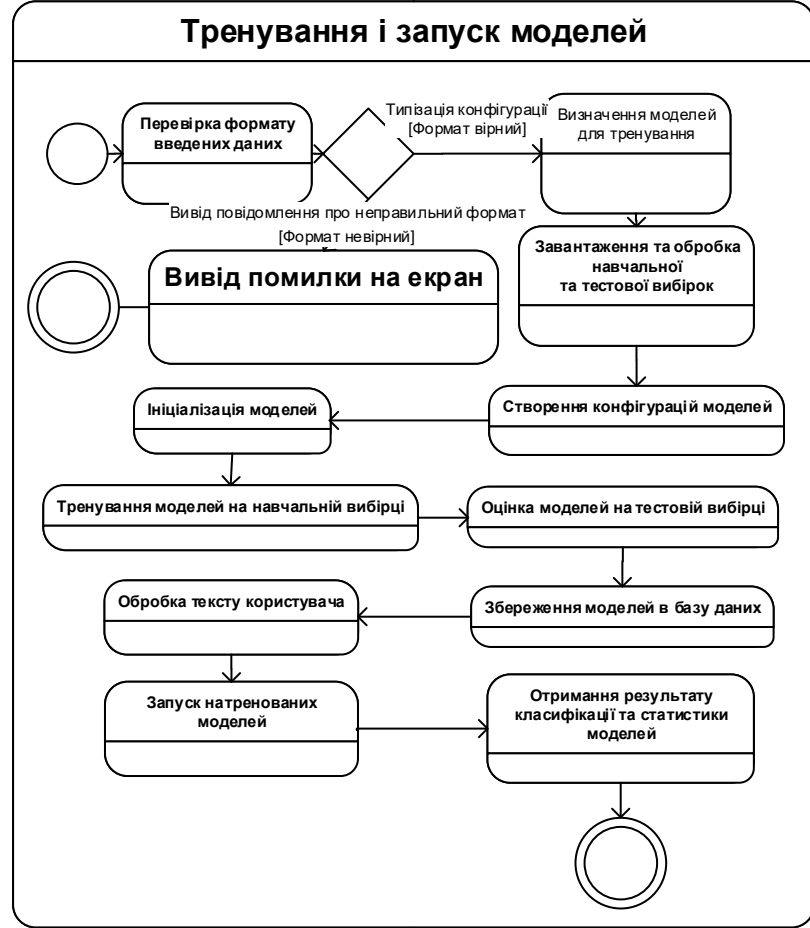 Тренування і запуск моделей
Перевірка формату
введених даних
Типізація конфігурації
[Формат вірний]
Визначення моделей
для тренування
Вивід повідомлення про неправильний формат
[Формат невірний]
Вивід помилки на екран
Завантаження та обробка
навчальної
та тестової вибірок
Ініціалізація моделей
Створення конфігурацій моделей
Тренування моделей на навчальній вибірці
Оцінка моделей на тестовій вибірці
Обробка тексту користувача
Збереження моделей в базу даних
Запуск натренованих
моделей
Отримання результату
класифікації та статистики
моделей